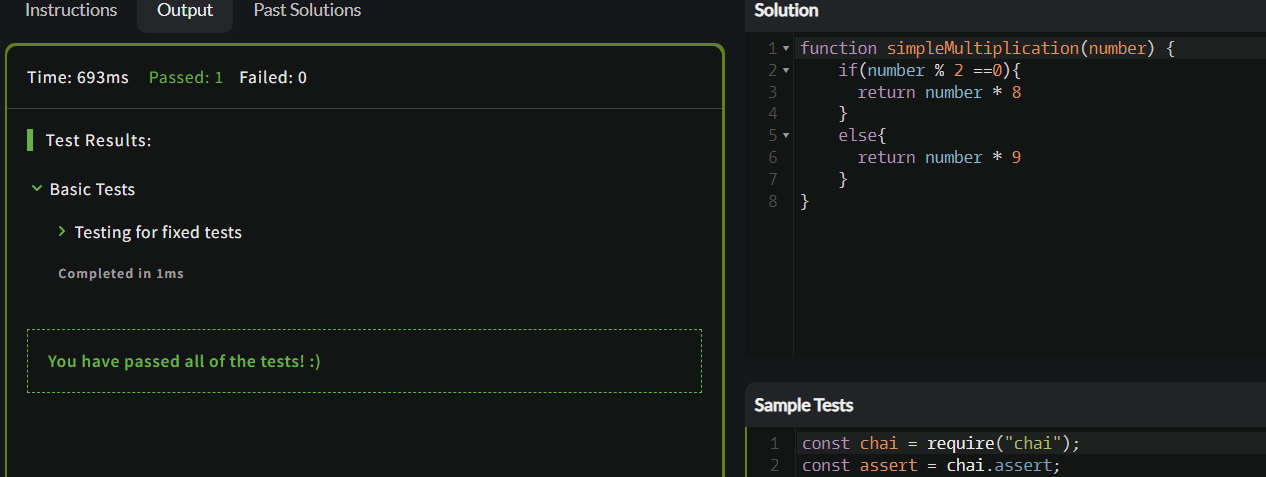 Instructions Output Past Solutions
Time: 693ms Passed: 1 Failed: 0
Test Results:
Basic Tests
Testing for fixed tests
Completed in 1ms
You have passed all of the tests! :)
Solution
1 function simpleMultiplication(number) {
2     if(number % 2 ==0){
3       return number * 8
4     }
5     else{
6       return number * 9
7     }
8 }
Sample Tests
1 const chai = require("chai");
2 const assert = chai.assert;